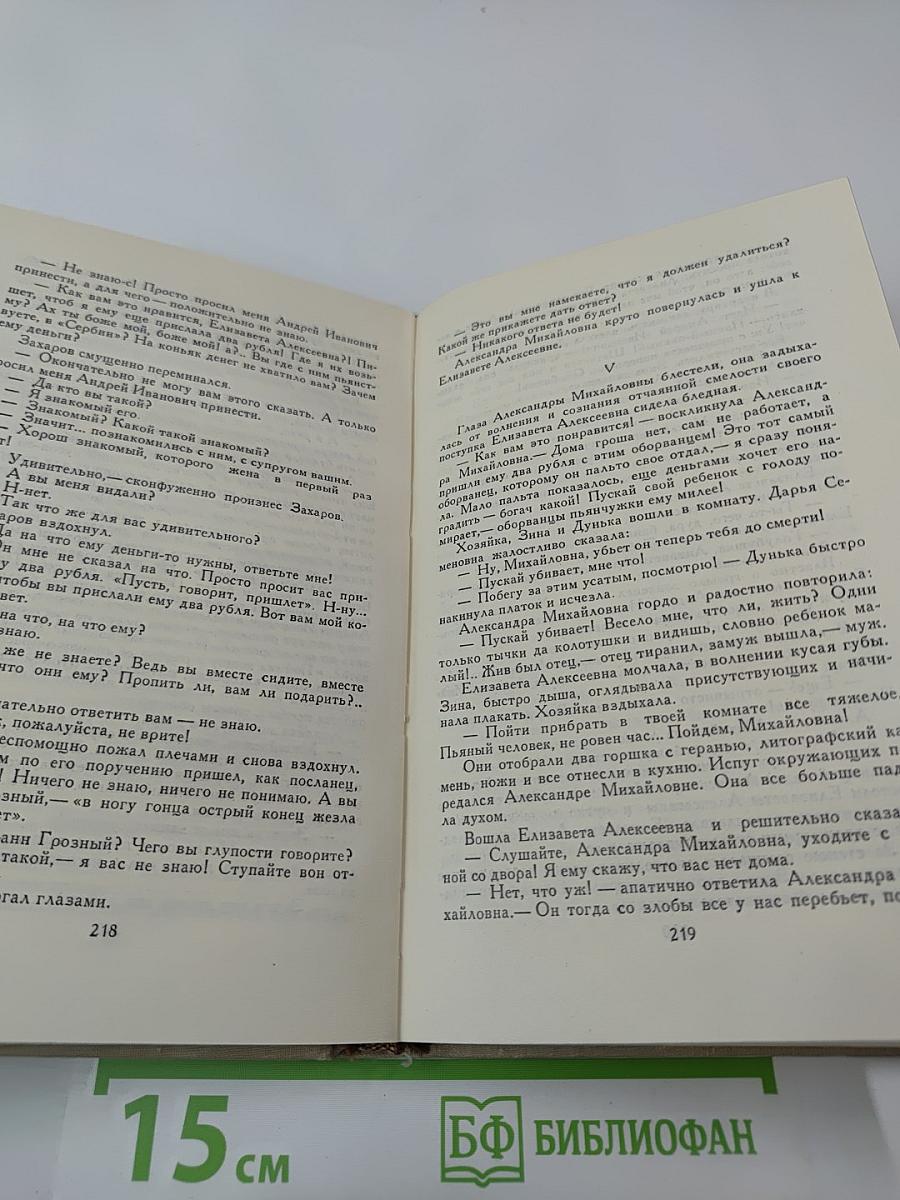 — Не знаю-с! Просто просил меня Андрей Иванович
принести, а для чего — положительно не знаю.
— Как вам это нравится, Елизавета Алексеевна?! Пи-
шет, чтоб я ему еще прислала два рубля! Где я их возь-
му? Ах ты боже мой, боже мой! а?.. Вы где с ним пьянст-
вуете, в «Сербии»? На коньяк денег не хватило вам? Зачем
ему деньги?
Захаров смущенно переминался.
— Окончательно не могу вам этого сказать. А только
росил меня Андрей Иванович принести.
— Да кто вы такой?
— Я знакомый его.
— Знакомый? Какой такой знакомый?
— Значит... познакомились с ним, с супругом вашим.
— Хорош знакомый, которого жена в первый раз
т!
Удивительно,— сконфуженно произнес Захаров.
А вы меня видали?
Н-нет.
Так что же для вас удивительного?
аров вздохнул.
Да на что ему деньги-то нужны, ответьте мне!
Он мне не сказал на что. Просто просит вас при-
у два рубля. «Пусть, говорит, пришлет». Н-ну...
чтобы вы прислали ему два рубля. Вот вам мой ко-
вет.
на что, на что ему?
знаю.
же не знаете? Ведь вы вместе сидите, вместе
что они ему? Пропить ли, вам ли подарить?..
чательно ответить вам — не знаю.
к, пожалуйста, не врите!
беспомощно пожал плечами и снова вздохнул.
м по его поручению пришел, как посланец,
! Ничего не знаю, ничего не понимаю. А вы
озный,— «в ногу гонца острый конец жезла
ет».
оанн Грозный? Чего вы глупости говорите?
такой,— я вас не знаю! Ступайте вон от-
ргал глазами.
218
— Это вы мне намекаете, что я должен удалиться?
Какой же прикажете дать ответ?
— Никакого ответа не будет!
Александра Михайловна круто повернулась и ушла к
Елизавете Алексеевне.
V
Глаза Александры Михайловны блестели, она задыха-
лась от волнения и сознания отчаянной смелости своего
поступка. Елизавета Алексеевна сидела бледная.
— Как вам это понравится! — воскликнула Александ-
ра Михайловна.— Дома гроша нет, сам не работает, а
пришли ему два рубля с этим оборванцем! Это тот самый
оборванец, которому он пальто свое отдал,— я сразу поня-
ла. Мало пальта показалось, еще деньгами хочет его на-
градить — богач какой! Пускай свой ребенок с голоду по-
мирает,— оборванцы пьянчужки ему милее!
Хозяйка, Зина и Дунька вошли в комнату. Дарья Се-
меновна жалостливо сказала:
— Ну, Михайловна, убьет он теперь тебя до смерти!
— Пускай убивает, мне что!
— Побегу за этим усатым, посмотрю! — Дунька быстро
накинула платок и исчезла.
Александра Михайловна гордо и радостно повторила:
— Пускай убивает! Весело мне, что ли, жить? Одни
только тычки да колотушки и видишь, словно ребенок ма-
лый!.. Жив был отец,— отец тиранил, замуж вышла,— муж.
Елизавета Алексеевна молчала, в волнении кусая губы.
Зина, быстро дыша, оглядывала присутствующих и начи-
нала плакать. Хозяйка вздыхала.
— Пойти прибрать в твоей комнате все тяжелое.
Пьяный человек, не ровен час... Пойдем, Михайловна!
Они отобрали два горшка с геранью, литографский ка
мень, ножи и все отнесли в кухню. Испуг окружающих п
редался Александре Михайловне. Она все больше пад
ла духом.
Вошла Елизавета Алексеевна и решительно сказа
— Слушайте, Александра Михайловна, уходите с
ной со двора! Я ему скажу, что вас нет дома.
— Нет, что уж! — апатично ответила Александра
хайловна.— Он тогда со злобы все у нас перебьет, по
219
15 см
БФ БИБЛИОФАН